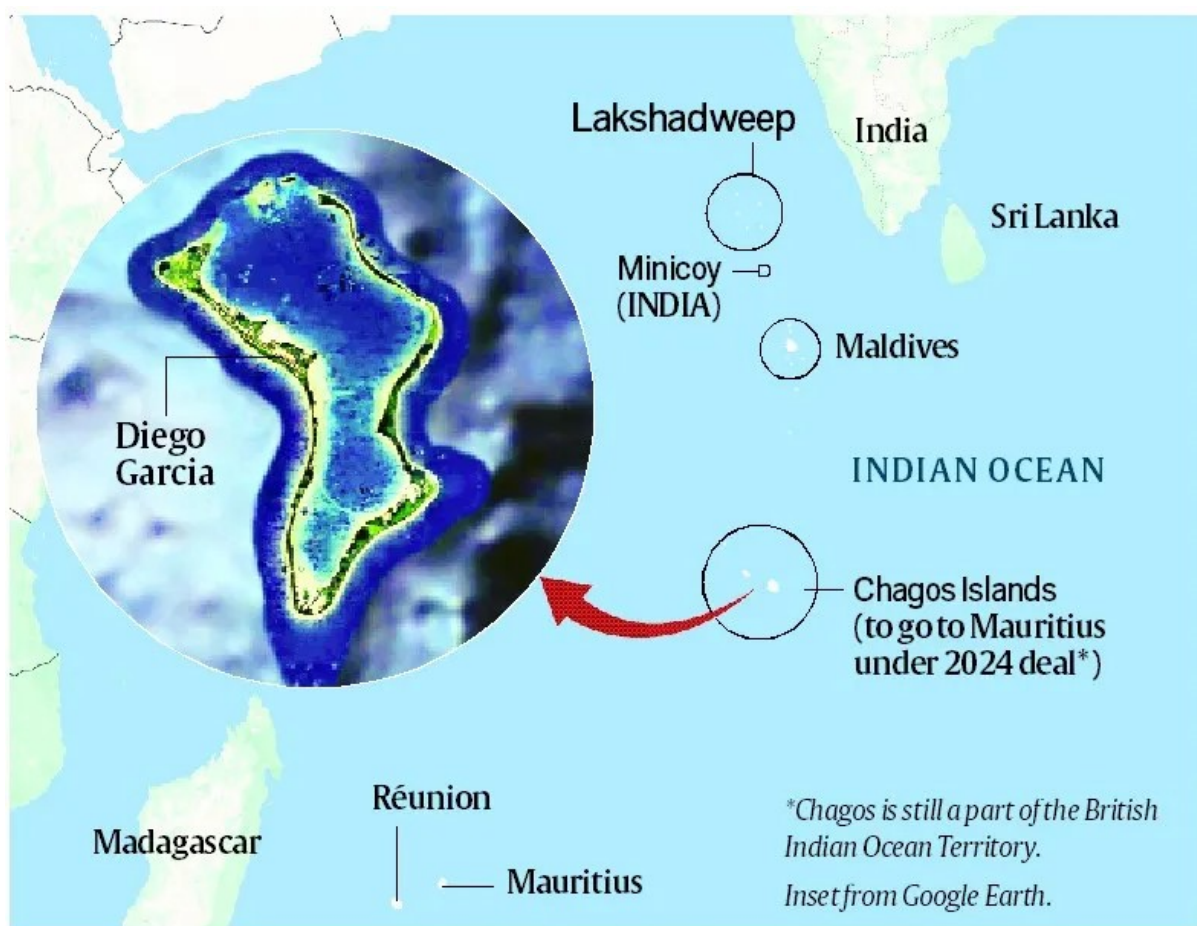 Lakshadweep
India
Sri Lanka
Minicoy
(INDIA)
Maldives
Diego
Garcia
INDIAN OCEAN
Chagos Islands
(to go to Mauritius
under 2024 deal*)
Réunion
Madagascar
Mauritius
*Chagos is still a part of the British
Indian Ocean Territory.
Inset from Google Earth.